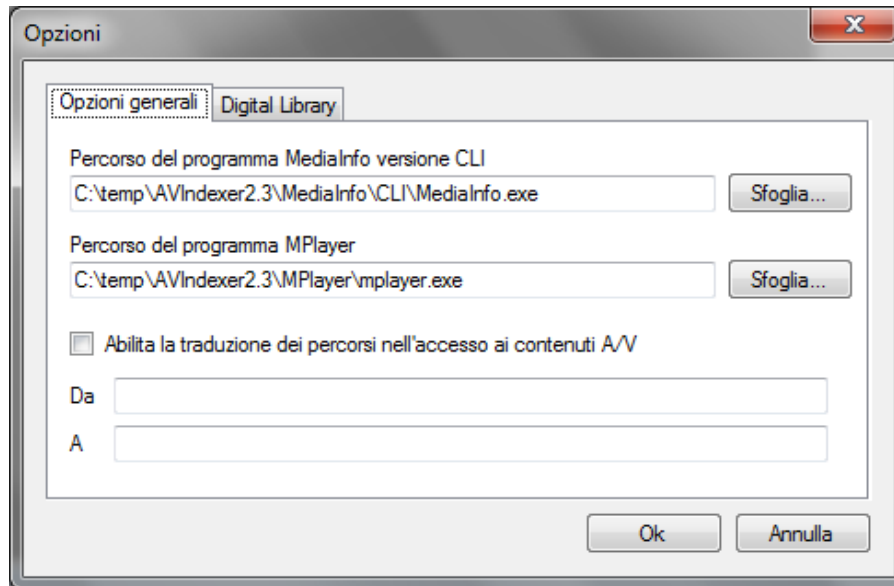 Opzioni
Opzioni generali Digital Library
Percorso del programma MediaInfo versione CLI
C:\temp\AVIndexer2.3\MediaInfo\CLI\MediaInfo.exe Sfoglia...
Percorso del programma MPlayer
C:\temp\AVIndexer2.3\MPlayer\mplayer.exe Sfoglia...
Abilita la traduzione dei percorsi nell'accesso ai contenuti A/V
Da
A
Ok Annulla